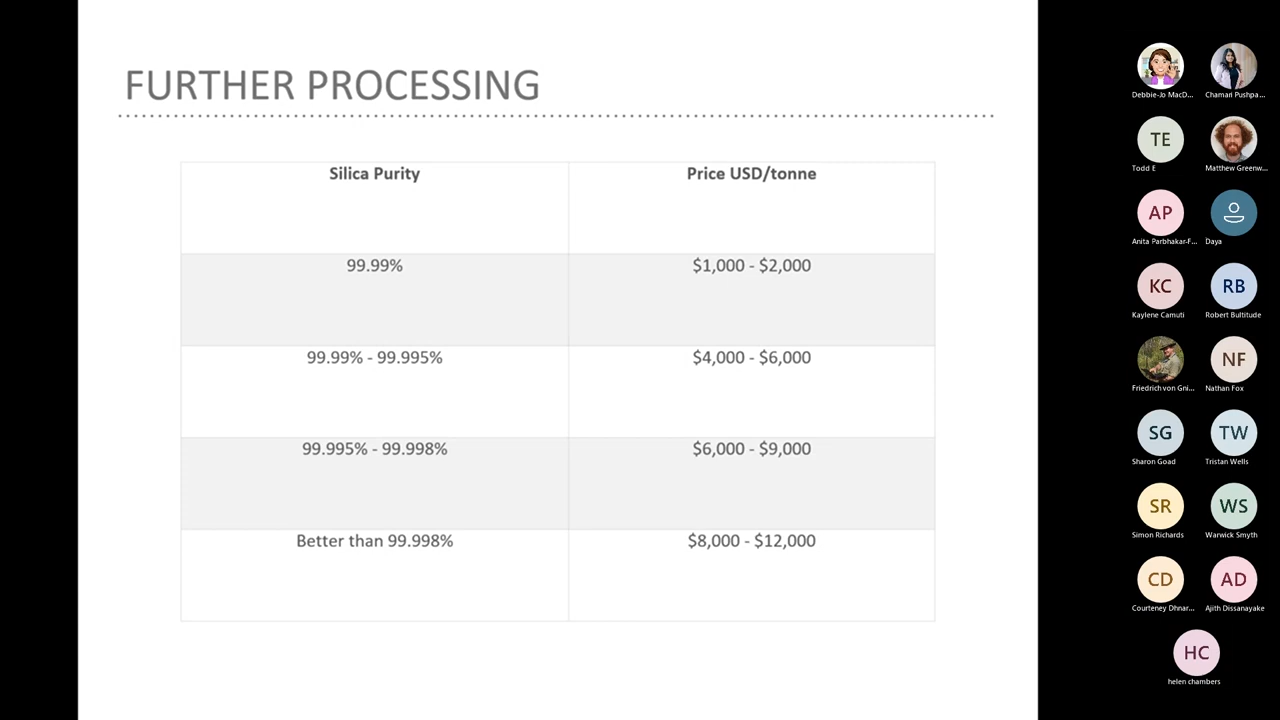 FURTHER PROCESSING
Silica Purity Price USD/tonne
99.99% $1,000 - $2,000
99.99% - 99.995% $4,000 - $6,000
99.995% - 99.998% $6,000 - $9,000
Better than 99.998% $8,000 - $12,000
Debbie-Jo MacD... Chamari Pushpa...
TE
Todd E Matthew Greenw...
AP
Anita Parbhakar-F... Daya
KC RB
Kaylene Camuti Robert Bultitude
NF
Friedrich von Gni... Nathan Fox
SG TW
Sharon Goad Tristan Wells
SR WS
Simon Richards Warwick Smyth
CD AD
Courteney Dhnar... Ajith Dissanayake
HC
helen chambers